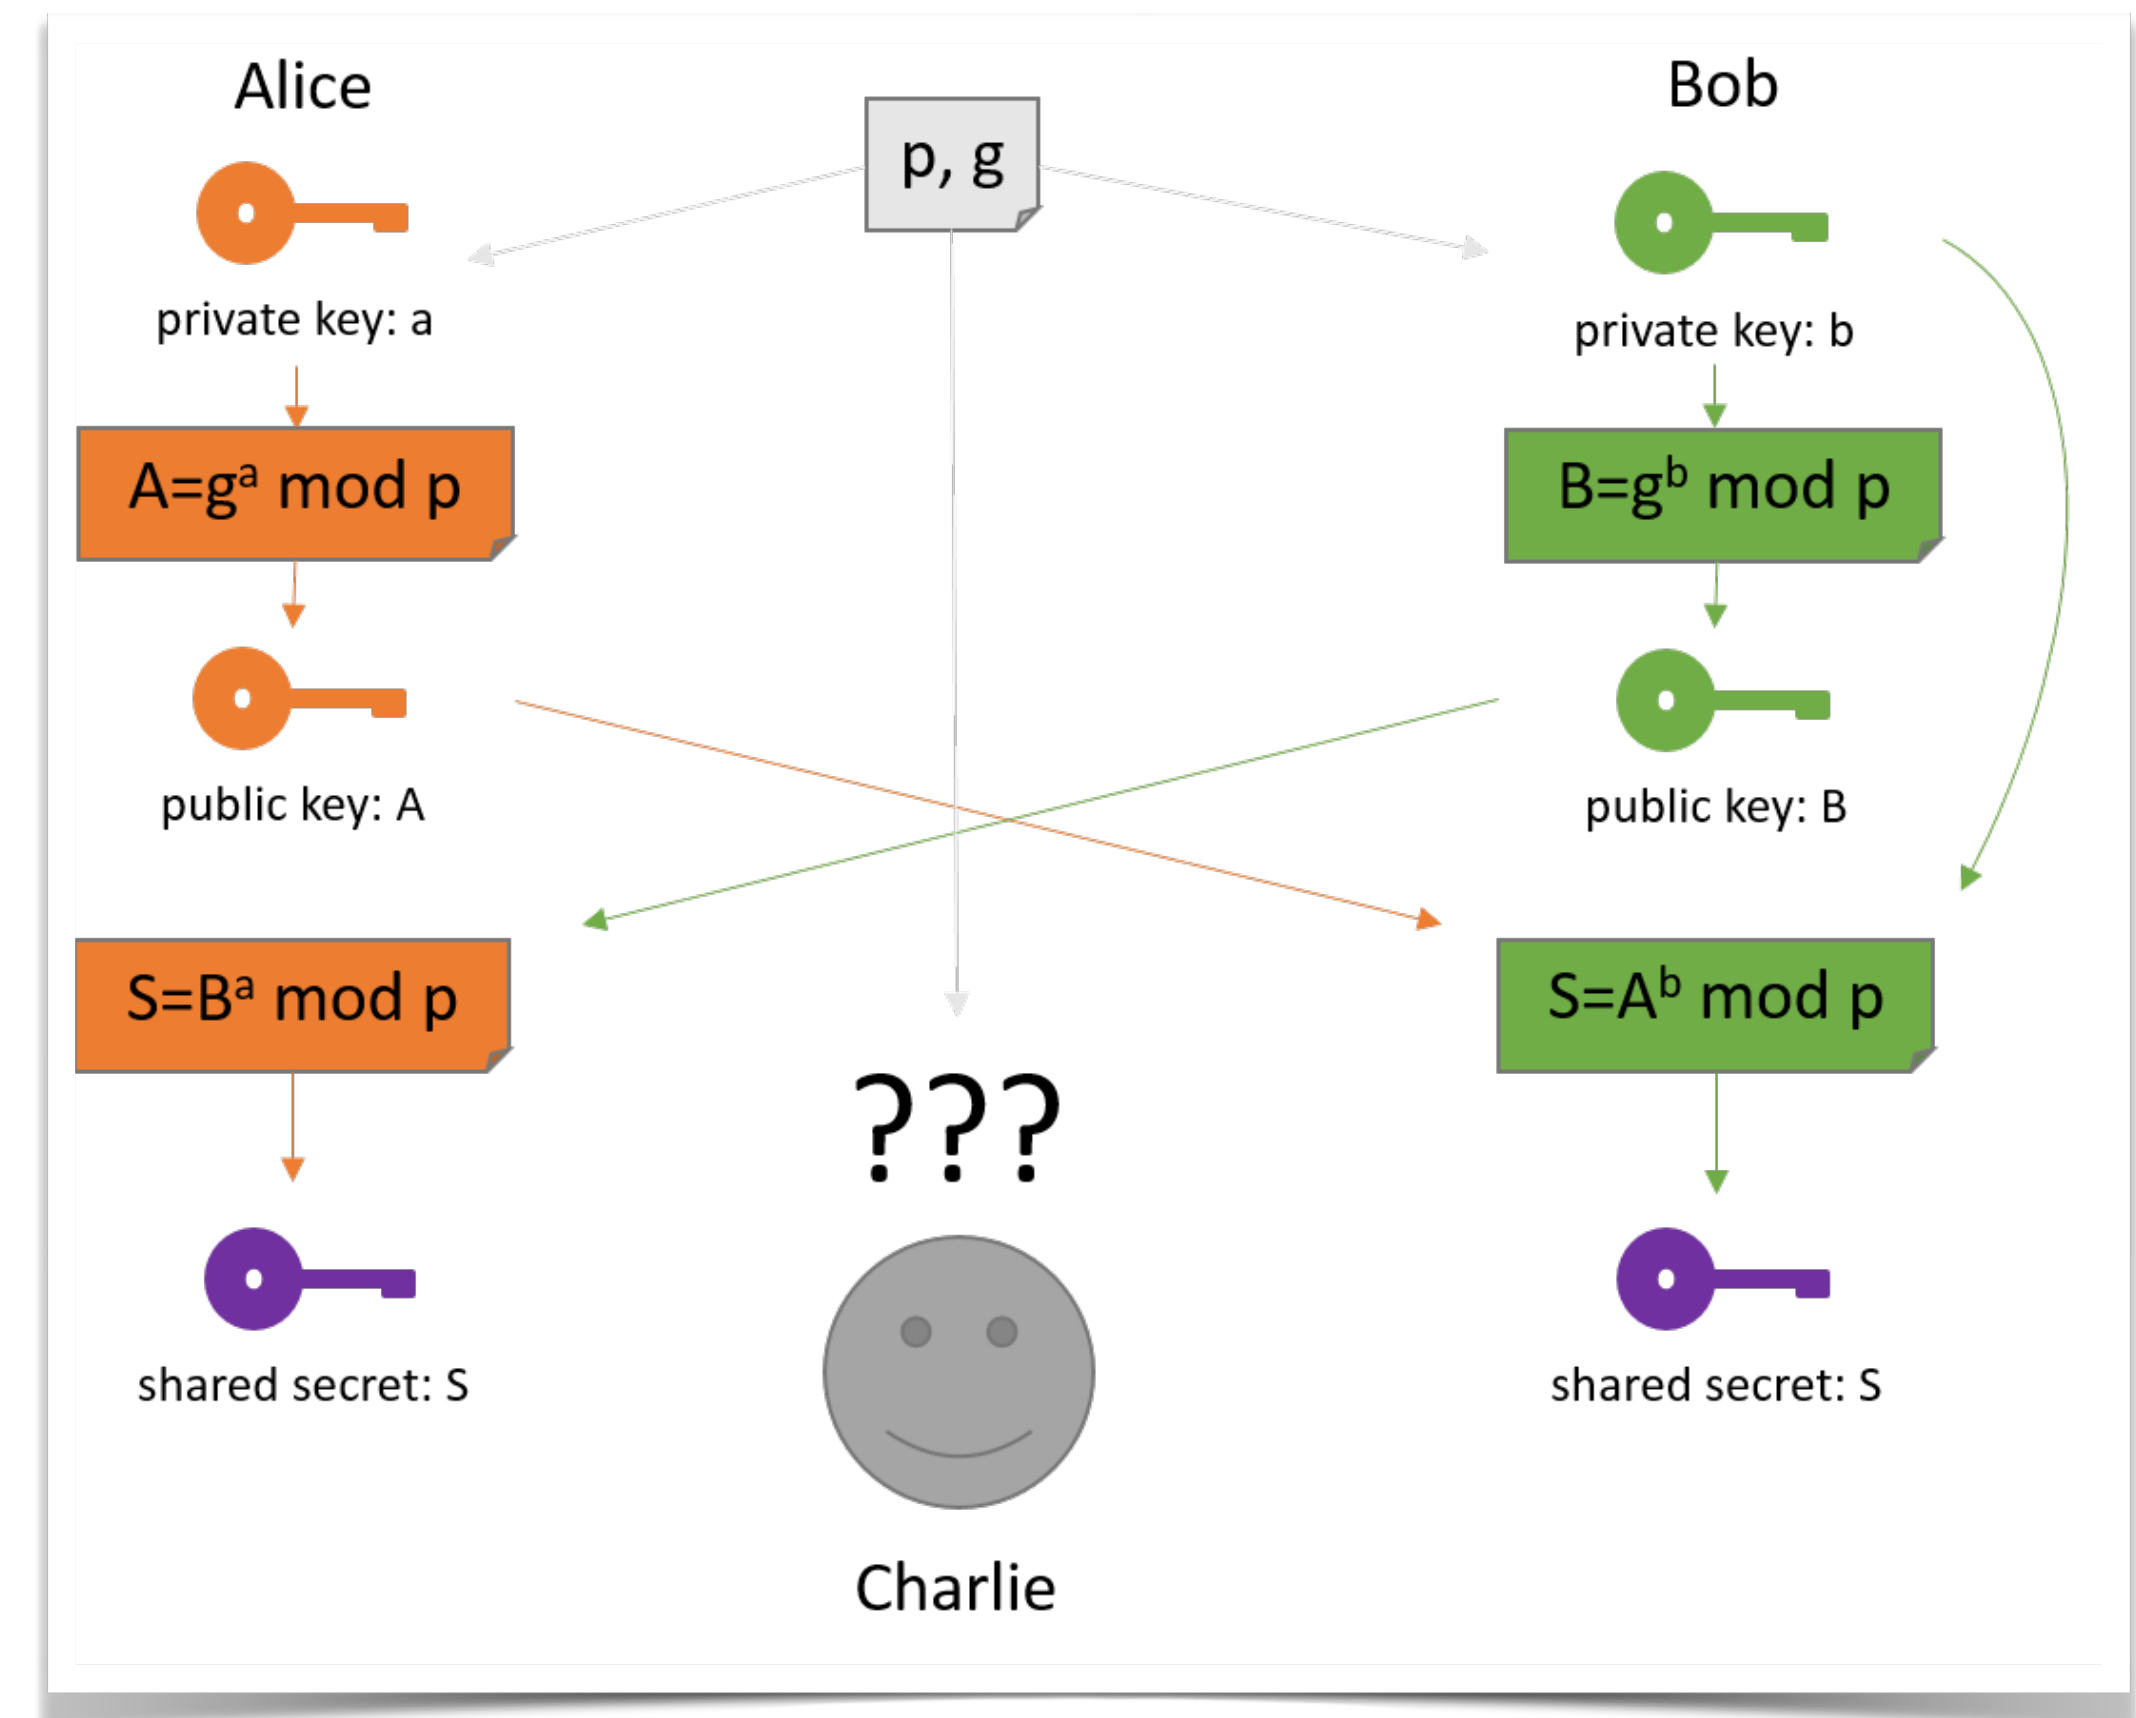 Alice
p, g
Bob
private key: a
private key: b
A=gᵃ mod p
B=gᵇ mod p
public key: A
public key: B
S=Bᵃ mod p
S=Aᵇ mod p
???
shared secret: S
shared secret: S
Charlie